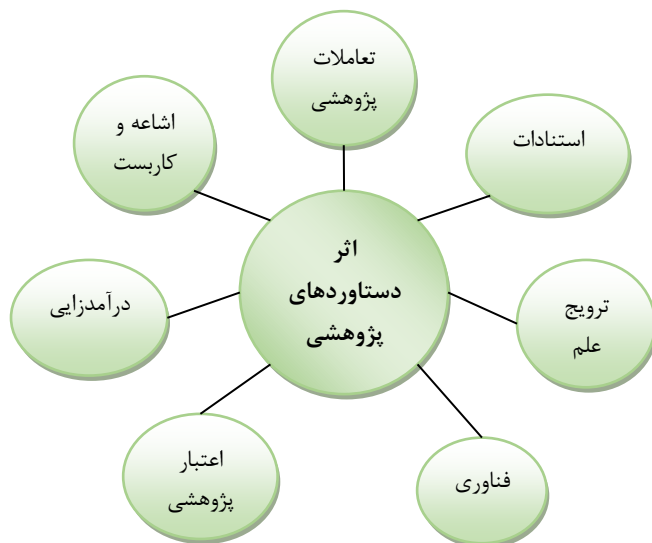 تعاملات
پژوهشی
استنادات
ترویج
علم
فناوری
اعتبار
پژوهشی
درآمدزایی
اشاعه و
کاربست
اثر
دستاوردهای
پژوهشی